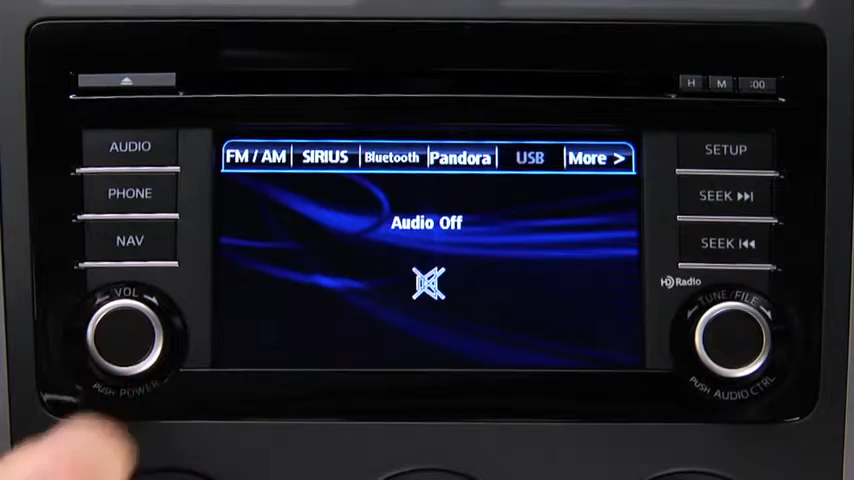 H M :00
AUDIO
PHONE
NAV
FM / AM SIRIUS Bluetooth Pandora USB More >
Audio Off
SETUP
SEEK
SEEK
HD Radio
VOL
PUSH POWER
TUNE/FILE
PUSH AUDIO CTRL